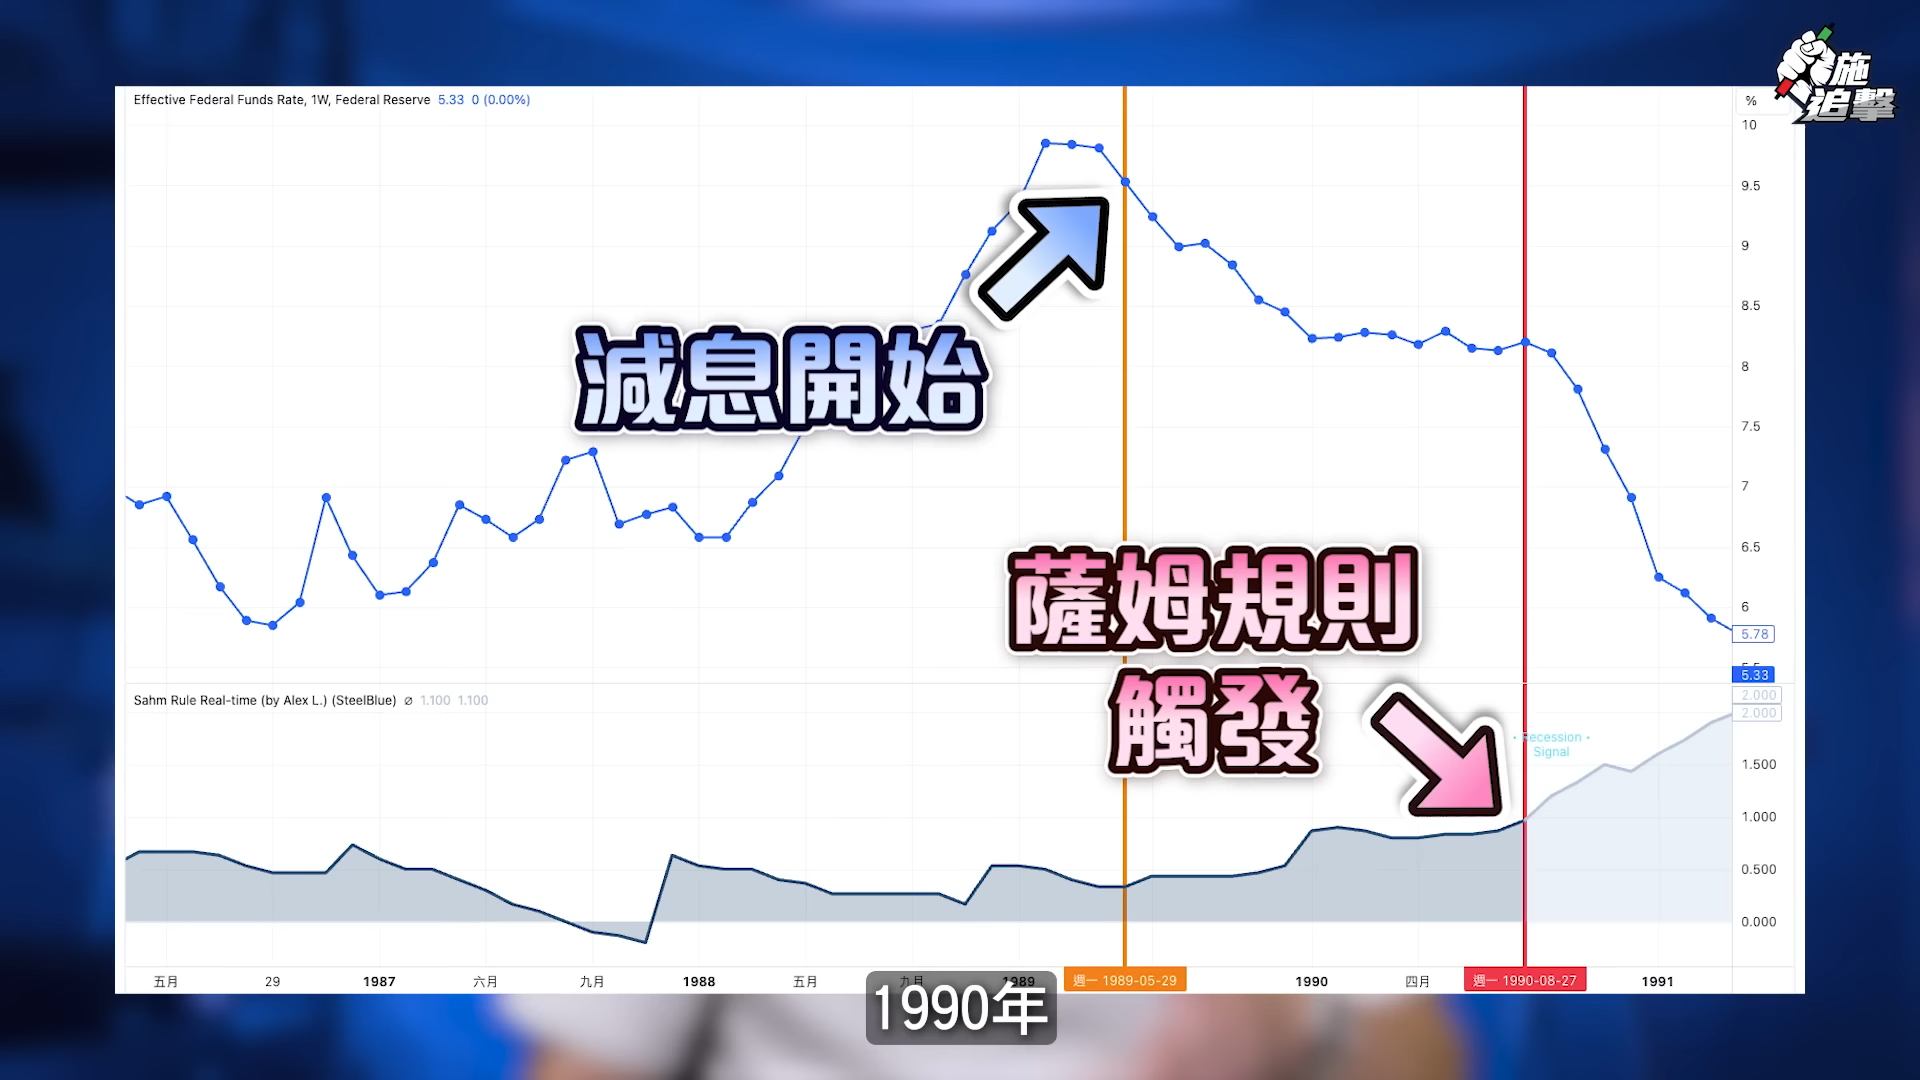 施
追擊
Effective Federal Funds Rate, 1W, Federal Reserve 5.33 0 (0.00%)
%
10
9.5
9
8.5
8
7.5
7
6.5
6
5.78
5.33
減息開始
薩姆規則
觸發
Sahm Rule Real-time (by Alex L.) (SteelBlue) ⌀ 1.100 1.100
2.000
2.000
Recession
Signal
1.500
1.000
0.500
0.000
五月 29 1987 六月 九月 1988 五月 九月 1989 週一 1989-05-29 1990 四月 週一 1990-08-27 1991
1990年